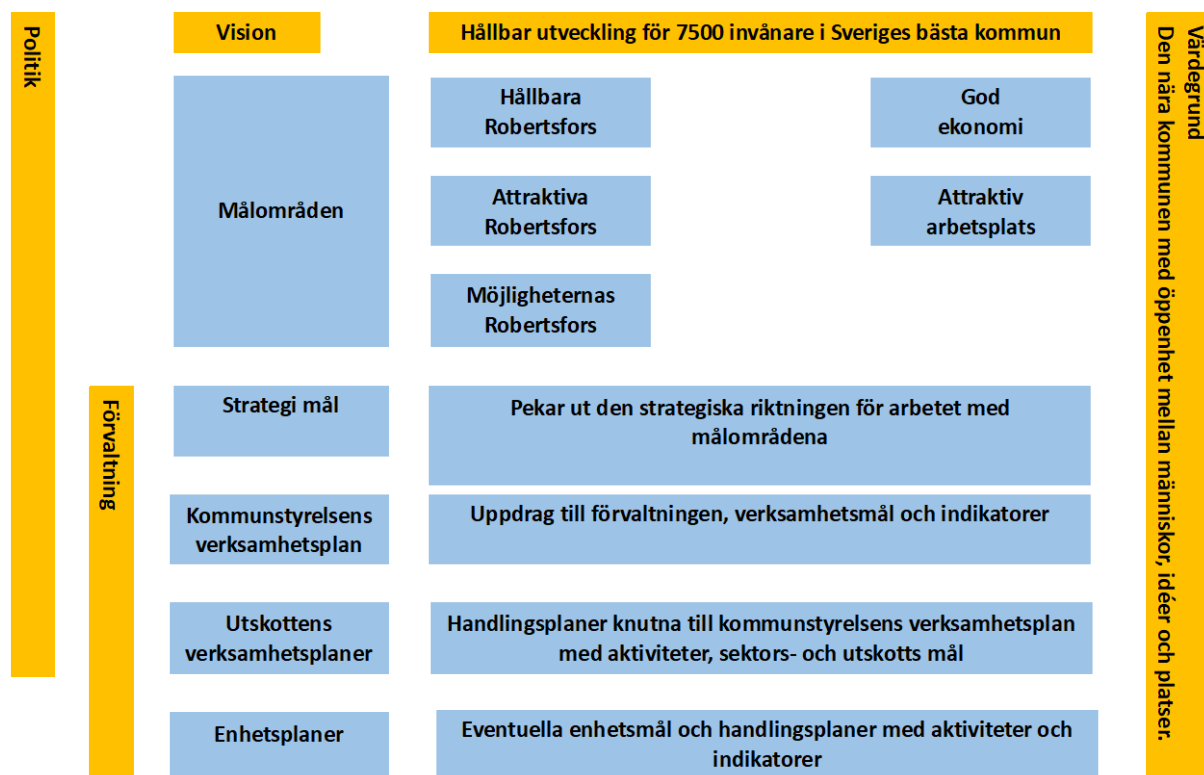 Politik
Vision
Hållbar utveckling för 7500 invånare i Sveriges bästa kommun
Målområden
Hållbara
Robertsfors
God
ekonomi
Attraktiva
Robertsfors
Attraktiv
arbetsplats
Möjligheternas
Robertsfors
Förvaltning
Strategi mål
Pekar ut den strategiska riktningen för arbetet med
målområdena
Kommunstyrelsens
verksamhetsplan
Uppdrag till förvaltningen, verksamhetsmål och indikatorer
Utskottens
verksamhetsplaner
Handlingsplaner knutna till kommunstyrelsens verksamhetsplan
med aktiviteter, sektors- och utskotts mål
Enhetsplaner
Eventuella enhetsmål och handlingsplaner med aktiviteter och
indikatorer
Värdegrund
Den nära kommunen med öppenhet mellan människor, idéer och platser.